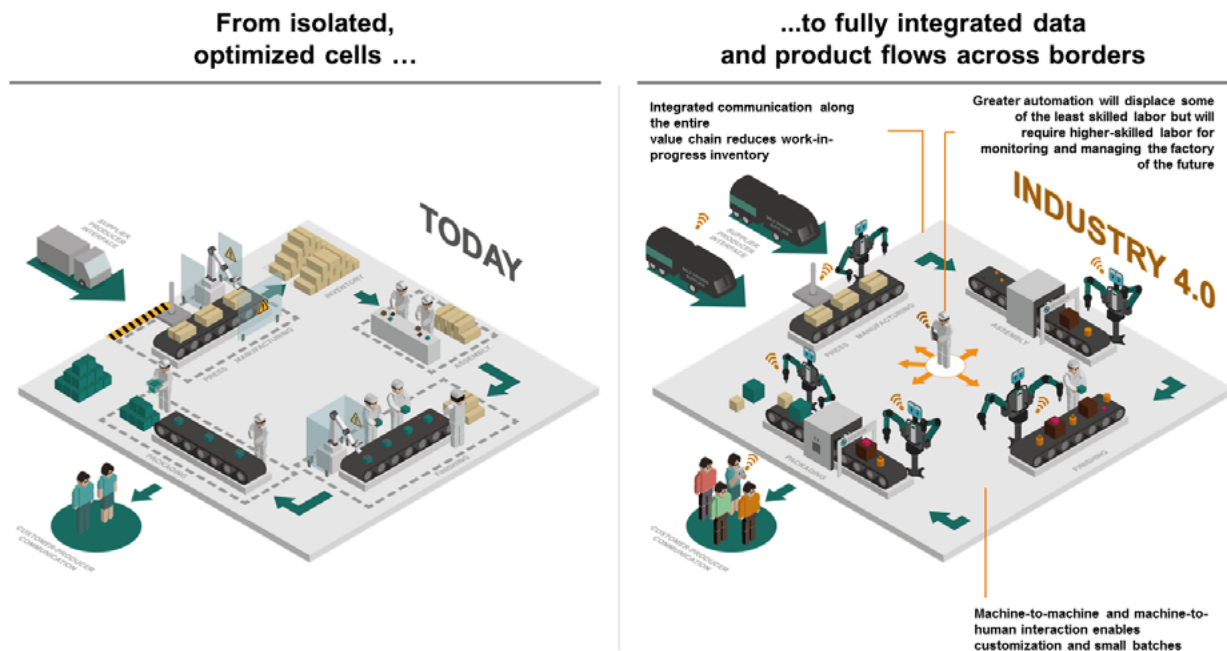 From isolated,
optimized cells …
...to fully integrated data
and product flows across borders
TODAY
SUPPLIER
PRODUCER
INTERFACE
PRESS
MANUFACTURING
INVENTORY
ASSEMBLY
FINISHING
PACKAGING
CUSTOMER-PRODUCER
COMMUNICATION
Integrated communication along
the entire
value chain reduces work-in-
progress inventory
Greater automation will displace some
of the least skilled labor but will
require higher-skilled labor for
monitoring and managing the factory
of the future
INDUSTRY 4.0
SUPPLIER
PRODUCER
INTERFACE
PRESS
MANUFACTURING
ASSEMBLY
FINISHING
PACKAGING
CUSTOMER-PRODUCER
COMMUNICATION
Machine-to-machine and machine-to-
human interaction enables
customization and small batches